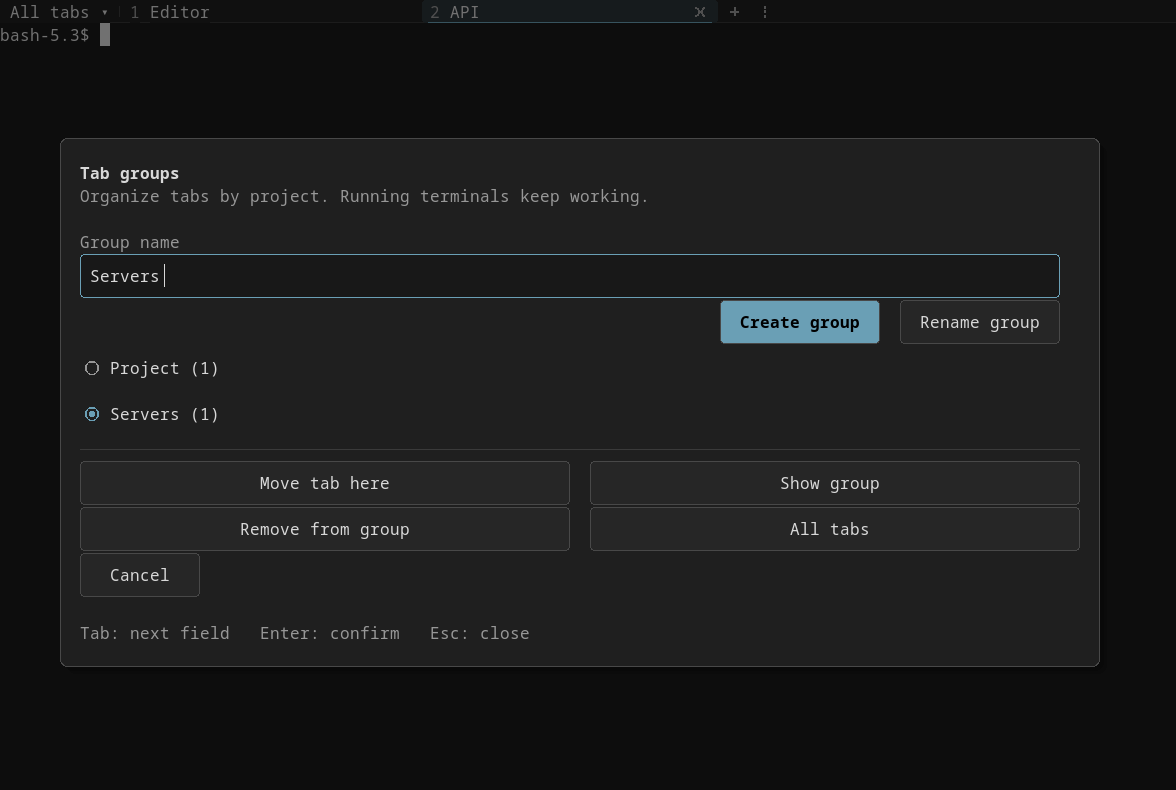 All tabs ▾ 1 Editor 2 API × + ⋮
bash-5.3$
Tab groups
Organize tabs by project. Running terminals keep working.
Group name
Servers
Create group Rename group
Project (1)
Servers (1)
Move tab here Show group
Remove from group All tabs
Cancel
Tab: next field Enter: confirm Esc: close